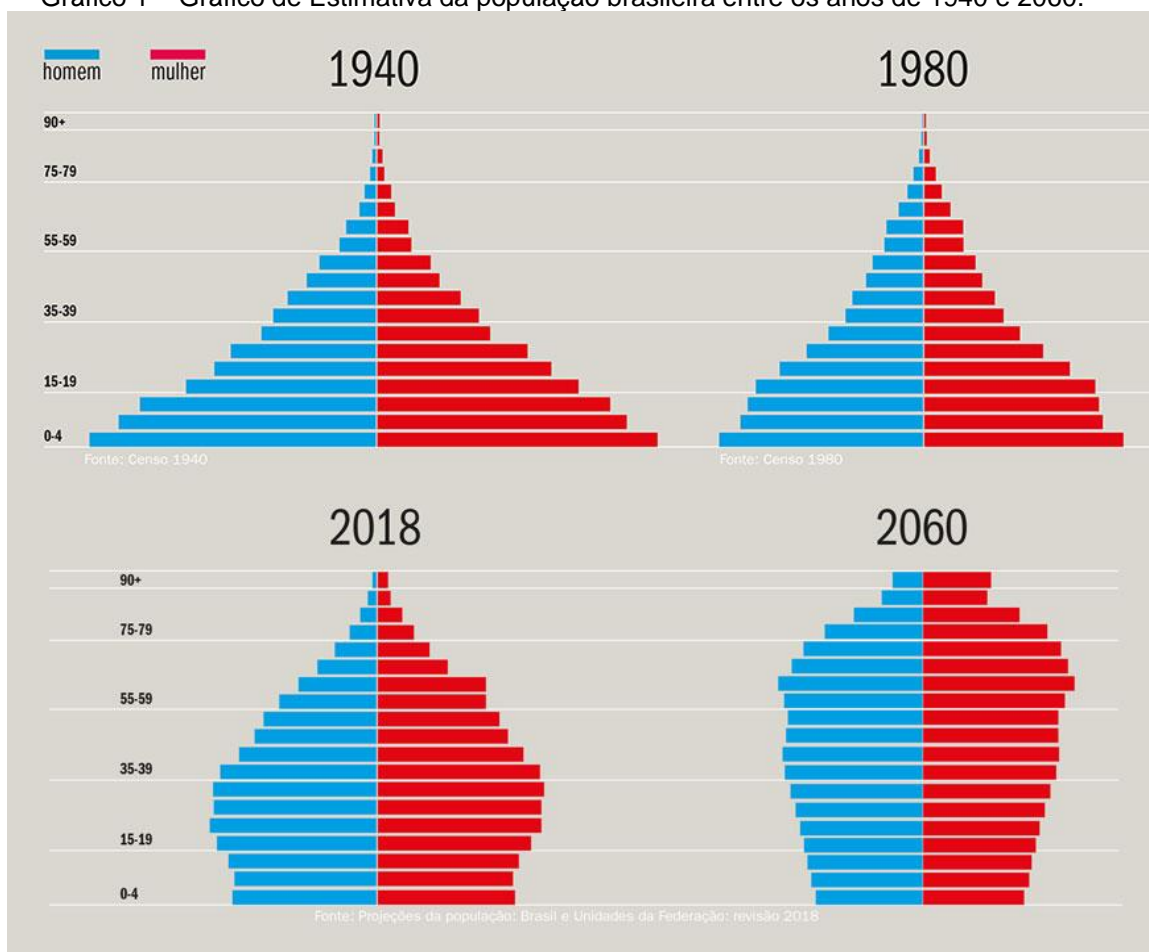 Gráfico 1 – Gráfico de Estimativa da população brasileira entre os anos de 1940 e 2060.
homem
mulher
1940
1980
90+
75-79
55-59
35-39
15-19
0-4
Fonte: Censo 1940
Fonte: Censo 1980
2018
2060
90+
75-79
55-59
35-39
15-19
0-4
Fonte: Projeções da população: Brasil e Unidades da Federação: revisão 2018